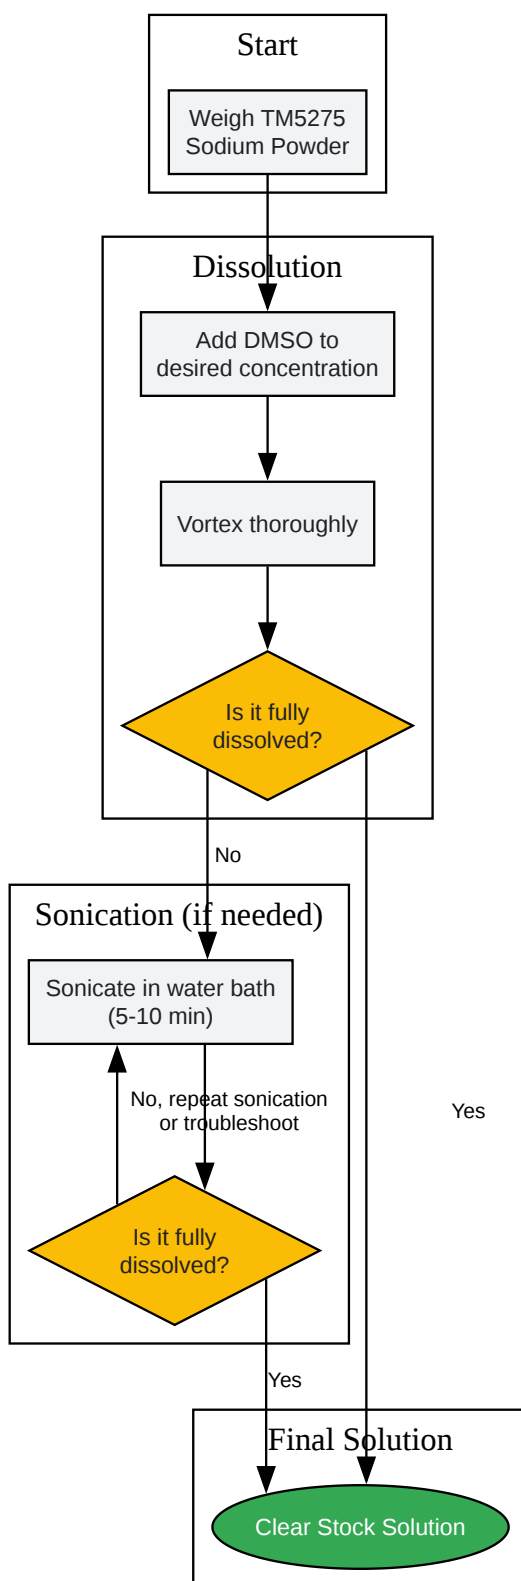 Start
Weigh TM5275
Sodium Powder
Dissolution
Add DMSO to
desired concentration
Vortex thoroughly
Is it fully
dissolved?
No
Sonication (if needed)
Sonicate in water bath
(5-10 min)
No, repeat sonication
or troubleshoot
Yes
Is it fully
dissolved?
Yes
Final Solution
Clear Stock Solution